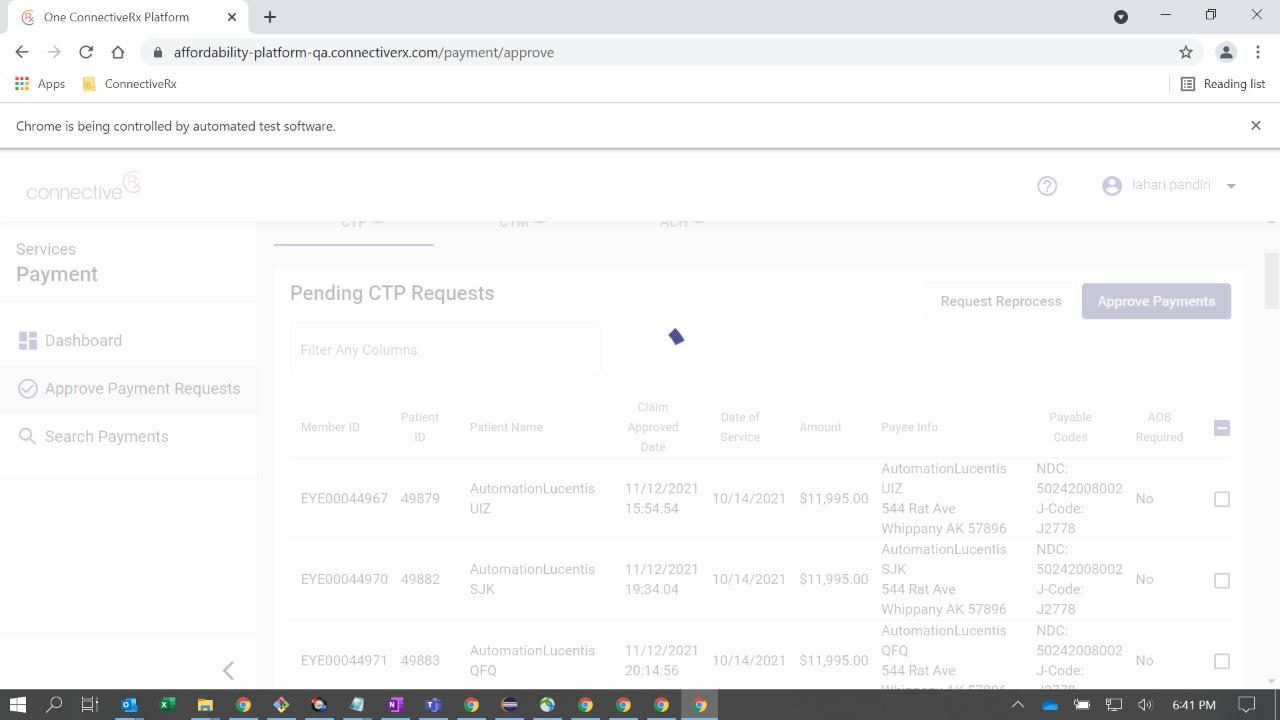 One ConnectiveRx Platform
affordability-platform-qa.connectiverx.com/payment/approve
Apps
ConnectiveRx
Reading list
Chrome is being controlled by automated test software.
connective Rx
lahari.pandiri
CTP
CTM
ACH
Services
Payment
Dashboard
Approve Payment Requests
Search Payments
Pending CTP Requests
Request Reprocess
Approve Payments
Filter Any Columns
Member ID
Patient
ID
Patient Name
Claim
Approved
Date
Date of
Service
Amount
Payee Info
Payable
Codes
AOB
Required
EYE00044967
49879
AutomationLucentis
UIZ
11/12/2021
15:54:54
10/14/2021
$11,995.00
AutomationLucentis
UIZ
544 Rat Ave
Whippany AK 57896
NDC:
50242008002
J-Code:
J2778
No
EYE00044970
49882
AutomationLucentis
SJK
11/12/2021
19:34:04
10/14/2021
$11,995.00
AutomationLucentis
SJK
544 Rat Ave
Whippany AK 57896
NDC:
50242008002
J-Code:
J2778
No
EYE00044971
49883
AutomationLucentis
QFQ
11/12/2021
20:14:56
10/14/2021
$11,995.00
AutomationLucentis
QFQ
544 Rat Ave
Whippany AK 57896
NDC:
50242008002
J-Code:
J2778
No
6:41 PM